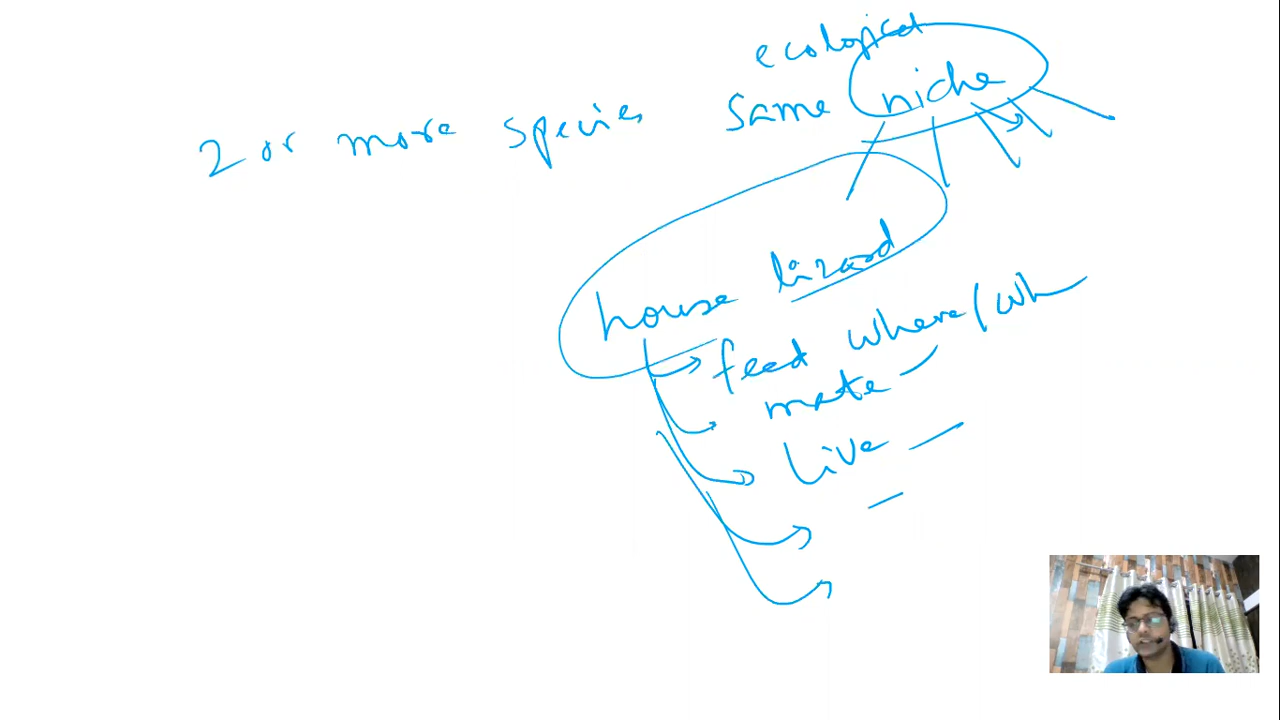 ecological
2 or more species same niche
house lizard
feed where/wh
mate
live